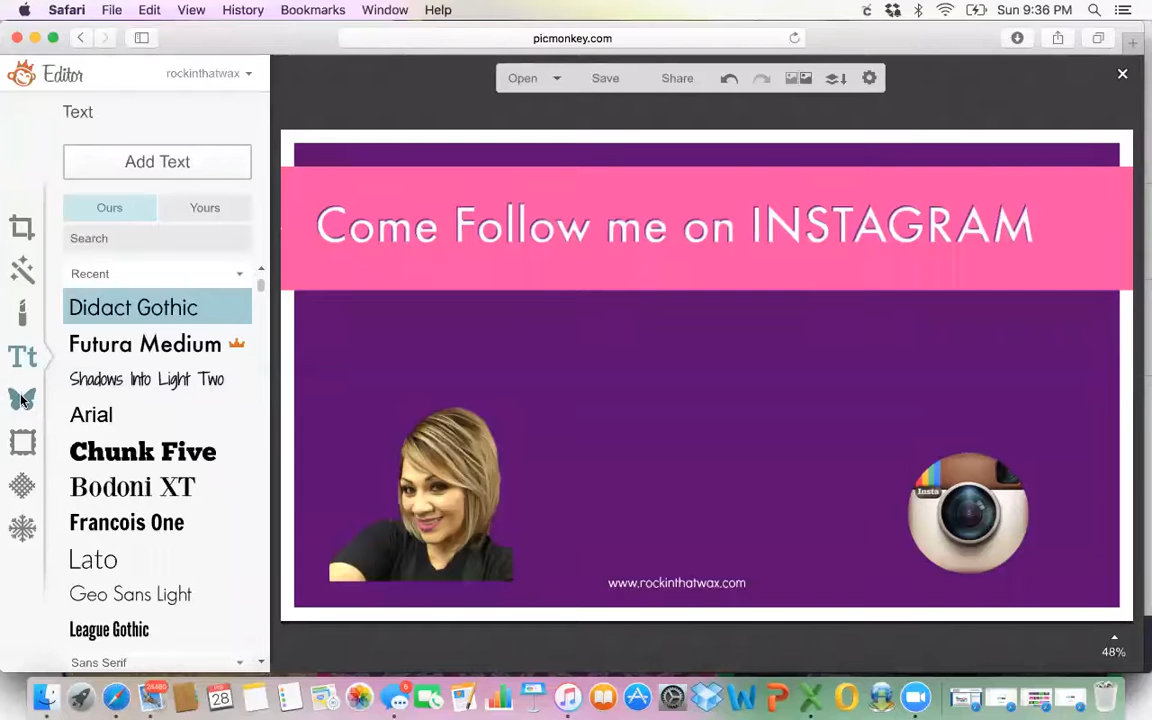 Safari File Edit View History Bookmarks Window Help Sun 9:36 PM
picmonkey.com
Editor rockinthatwax
Open Save Share
Text
Add Text
Ours Yours
Search
Recent
Didact Gothic
Futura Medium
Shadows Into Light Two
Arial
Chunk Five
Bodoni XT
Francois One
Lato
Geo Sans Light
League Gothic
Sans Serif
Tt
Come Follow me on INSTAGRAM
Insta
www.rockinthatwax.com
48%